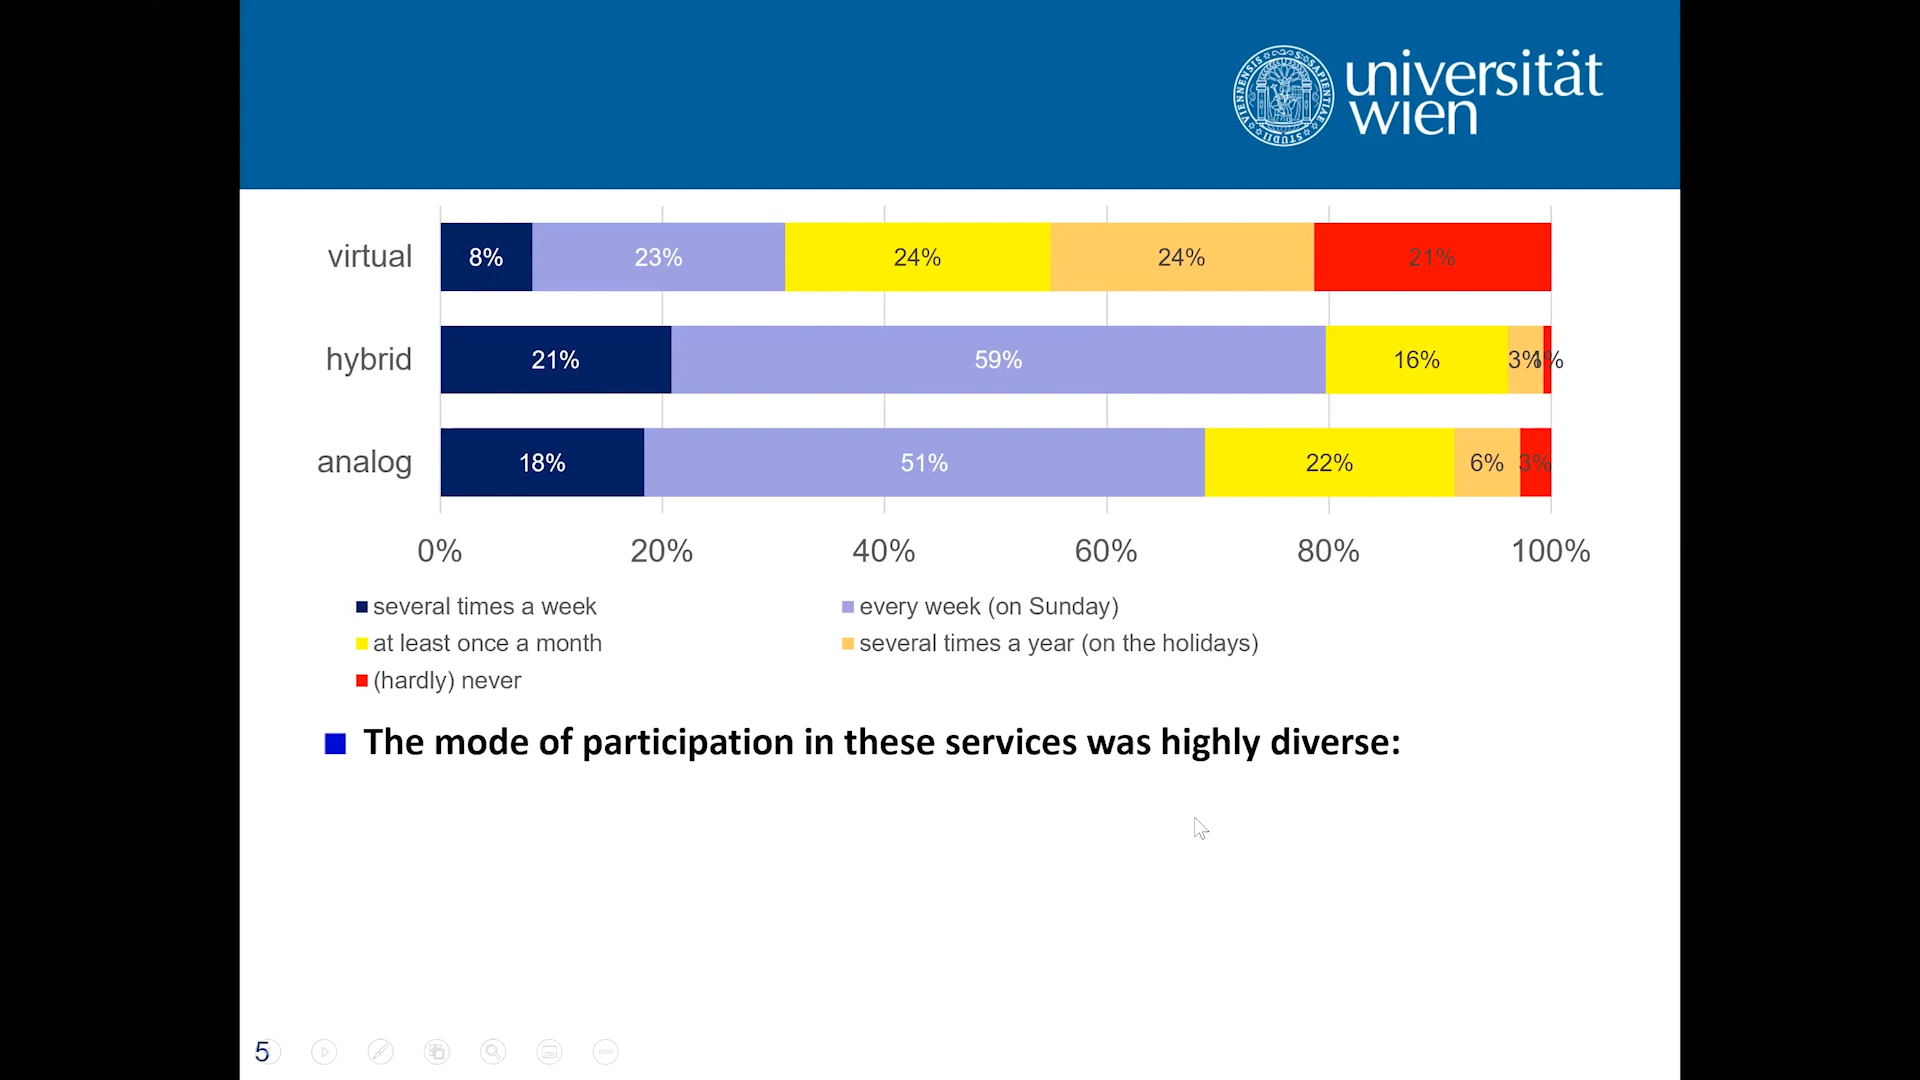 universität
wien
virtual 8% 23% 24% 24% 21%
hybrid 21% 59% 16% 3% 1%
analog 18% 51% 22% 6% 3%
0% 20% 40% 60% 80% 100%
several times a week
every week (on Sunday)
at least once a month
several times a year (on the holidays)
(hardly) never
The mode of participation in these services was highly diverse:
5